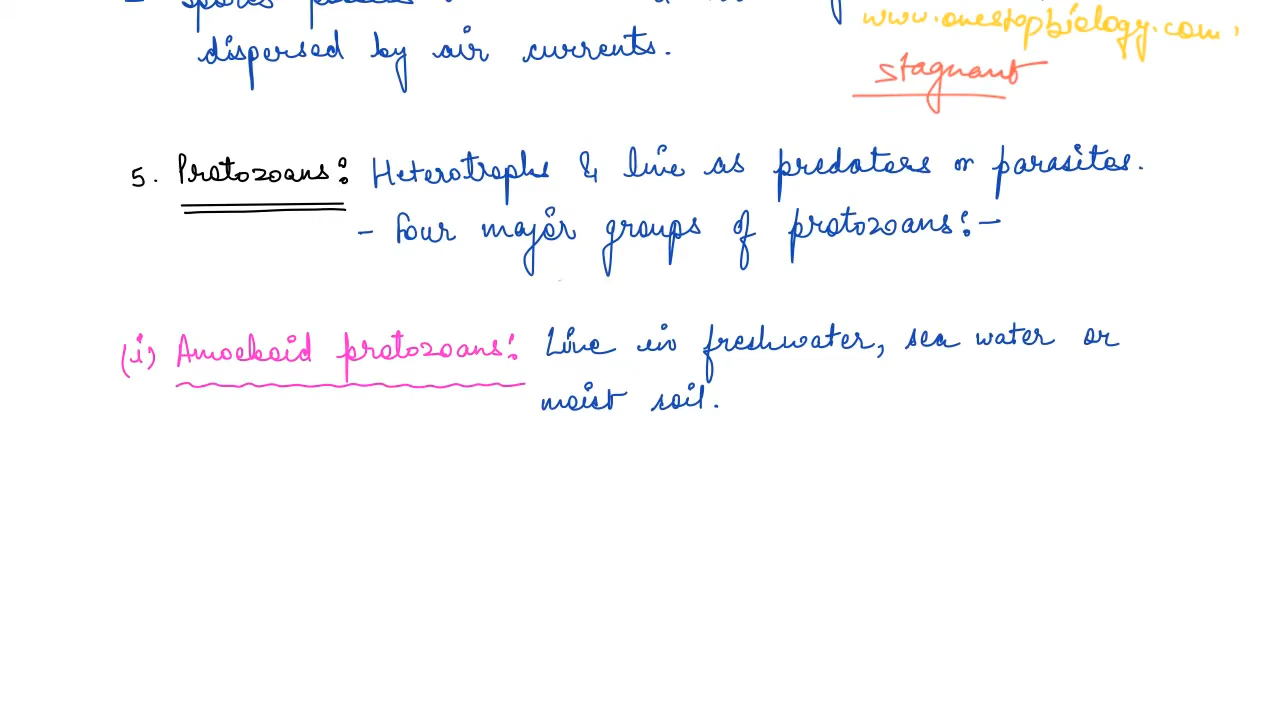 - spores
www.onestopbiology.com,
dispersed by air currents.
stagnant
5. Protozoans: Heterotrophs & live as predators or parasites.
- Four major groups of protozoans:-
(i) Amoeboid protozoans: Live in freshwater, sea water or
moist soil.